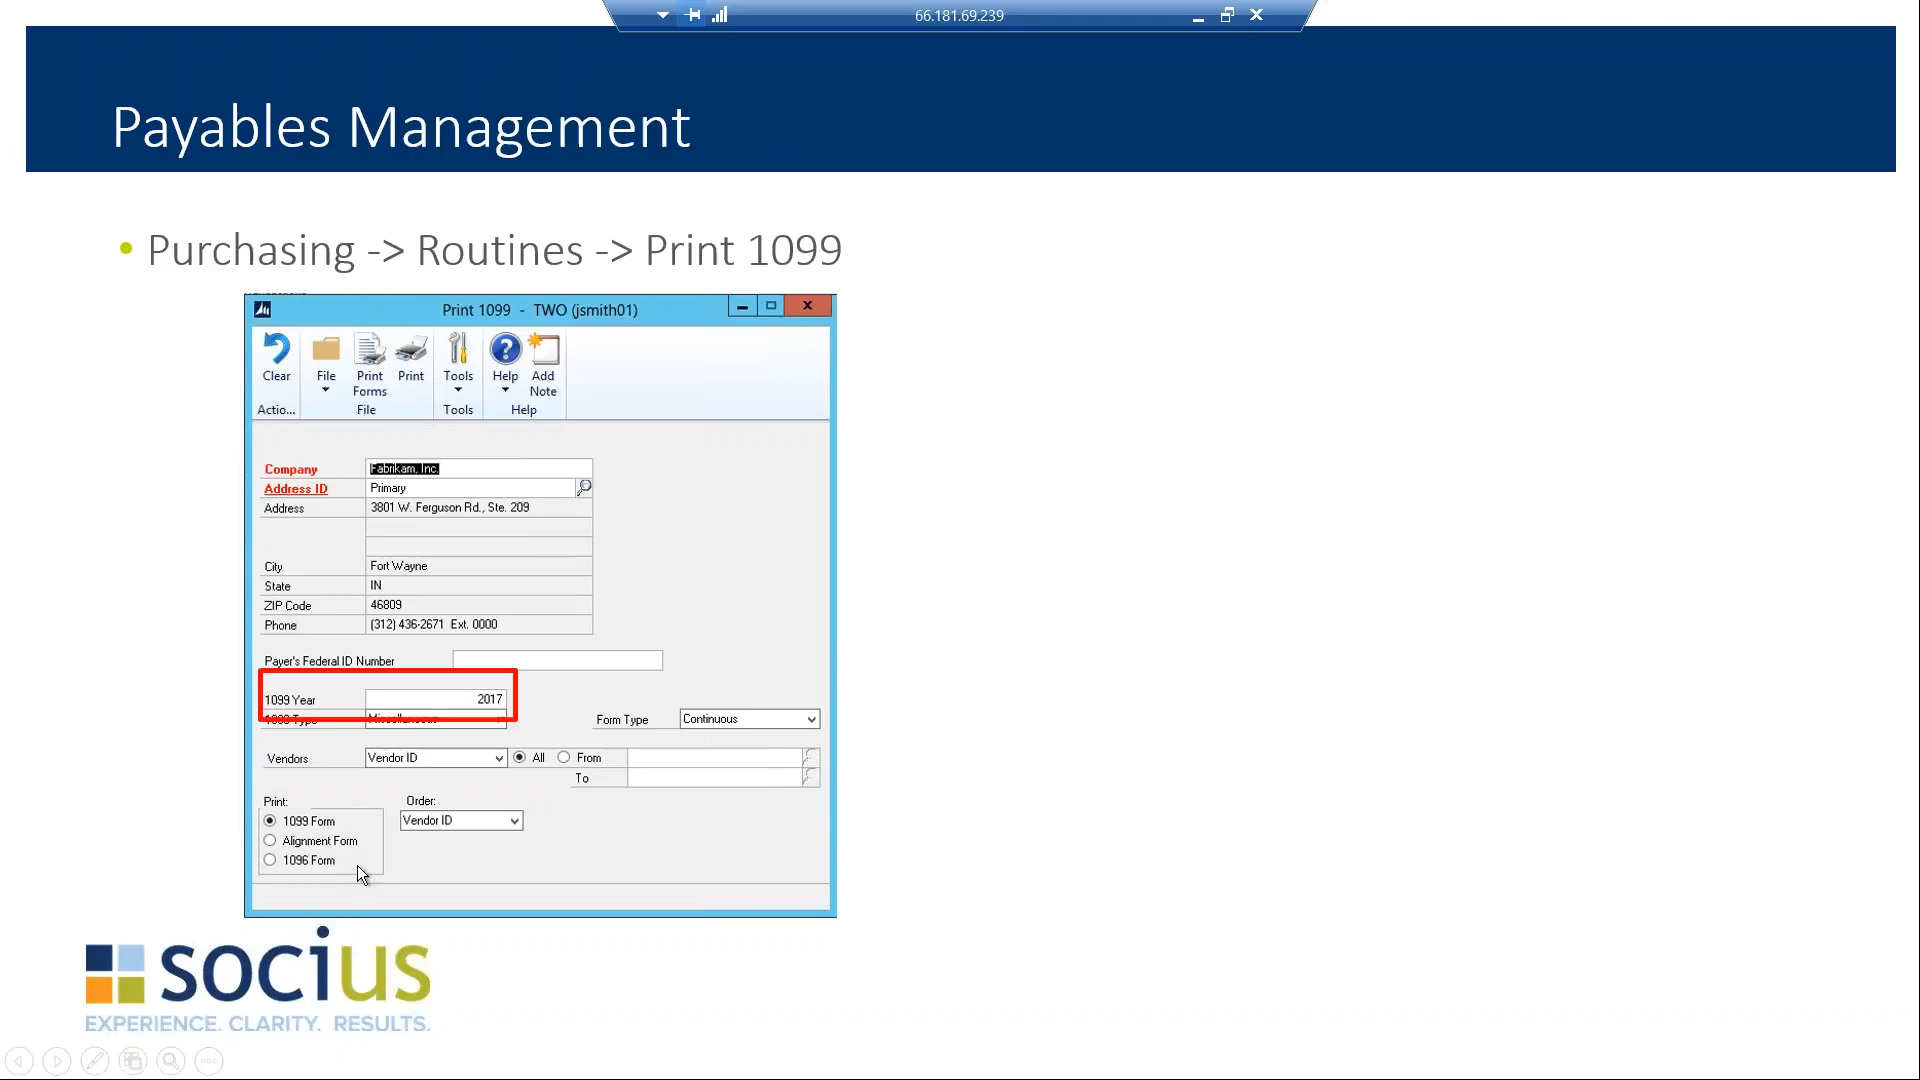 66.181.69.239
Payables Management
• Purchasing -> Routines -> Print 1099
Print 1099 - TWO (jsmith01)
Clear
File
Print Forms
Print
Tools
Help
Add Note
Actio...
File
Tools
Help
Company Fabrikam, Inc.
Address ID Primary
Address 3801 W. Ferguson Rd., Ste. 209
City Fort Wayne
State IN
ZIP Code 46809
Phone (312) 436-2671 Ext. 0000
Payer's Federal ID Number
1099 Year 2017
1099 Type Miscellaneous Form Type Continuous
Vendors Vendor ID All From
To
Print: Order:
1099 Form Vendor ID
Alignment Form
1096 Form
socius
EXPERIENCE. CLARITY. RESULTS.